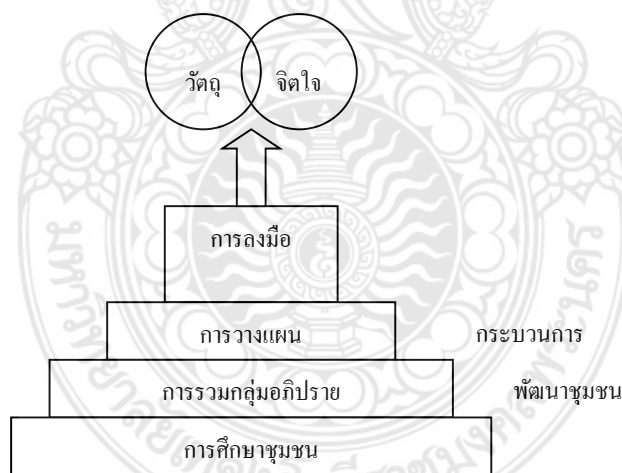 วัตถุ จิตใจ
การลงมือ
การวางแผน กระบวนการ
การรวมกลุ่มอภิปราย พัฒนาชุมชน
การศึกษาชุมชน